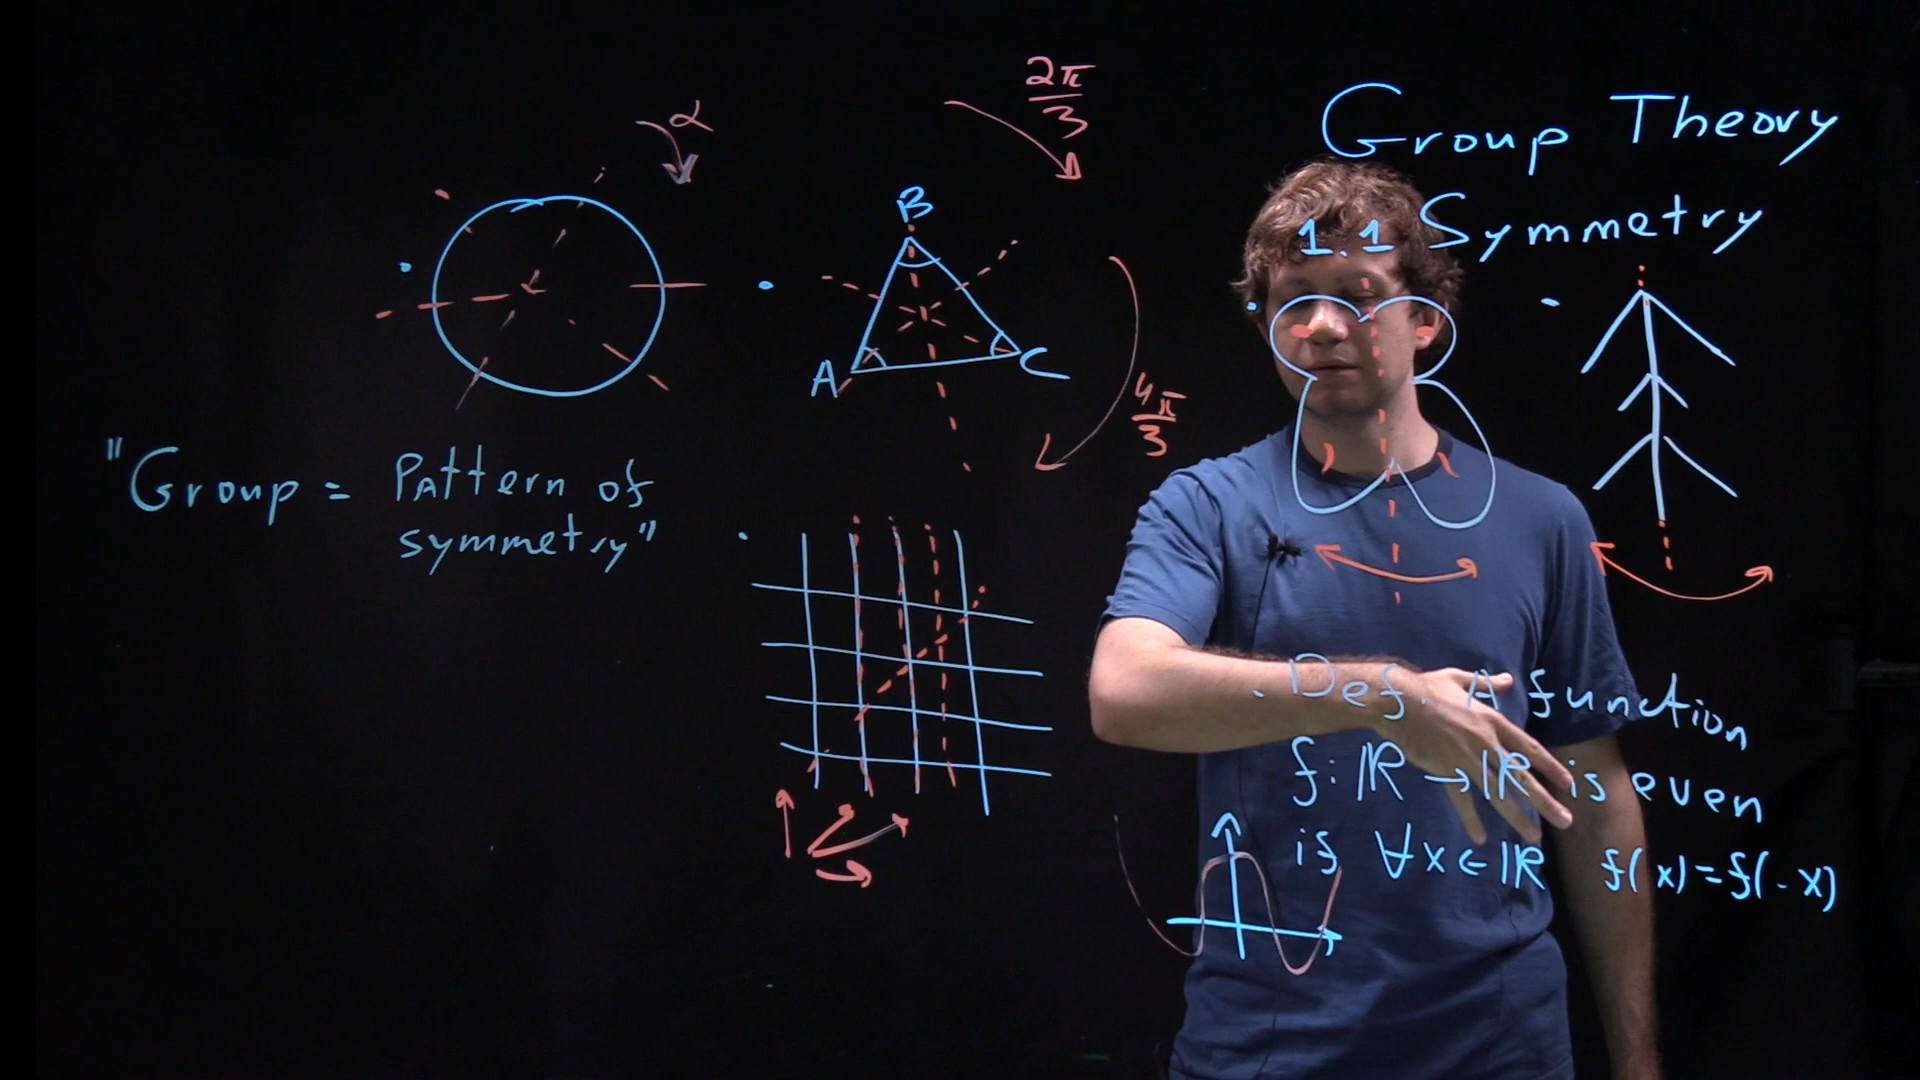 Group Theory
1.1 Symmetry
α
2π/3
4π/3
B
A
C
"Group = Pattern of
symmetry"
Def. A function
f: ℝ → ℝ is even
is ∀x∈ℝ f(x)=f(-x)